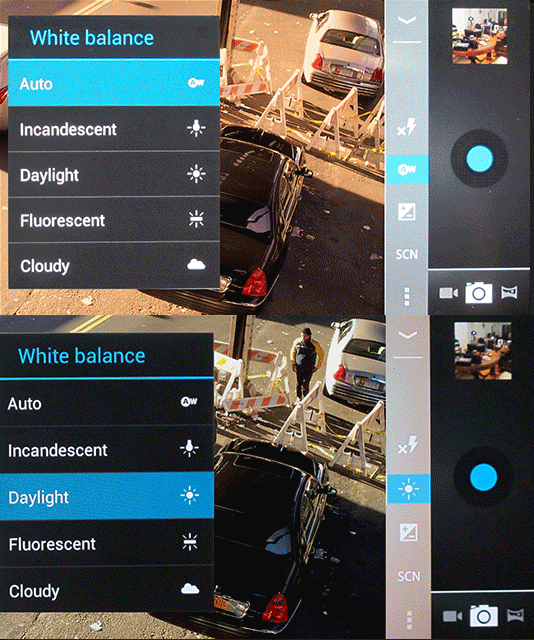 White balance
Auto
Incandescent
Daylight
Fluorescent
Cloudy
SCN
White balance
Auto
Incandescent
Daylight
Fluorescent
Cloudy
SCN